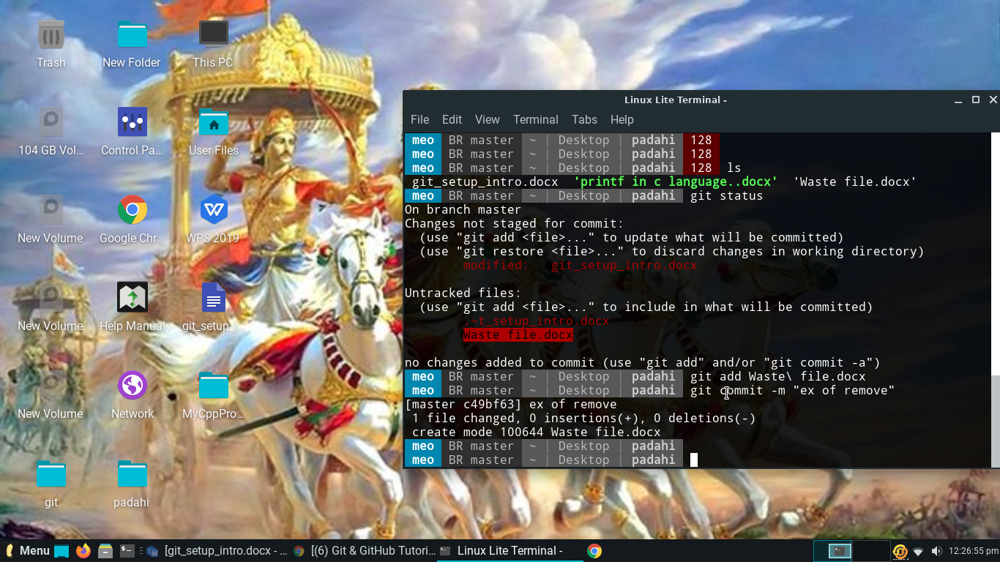 Trash
New Folder
This PC
104 GB Vol...
Control Pa...
User Files
New Volume
Google Chr...
WPS 2019
New Volume
Help Manual
git_setup_i
New Volume
Network
MyCppPro...
git
padahi
Linux Lite Terminal -
File Edit View Terminal Tabs Help
meo BR master ~ | Desktop | padahi 128
meo BR master ~ | Desktop | padahi 128
meo BR master ~ | Desktop | padahi 128 ls
git_setup_intro.docx 'printf in c language..docx' 'Waste file.docx'
meo BR master ~ | Desktop | padahi git status
On branch master
Changes not staged for commit:
(use "git add <file>..." to update what will be committed)
(use "git restore <file>..." to discard changes in working directory)
modified: git_setup_intro.docx
Untracked files:
(use "git add <file>..." to include in what will be committed)
.~t_setup_intro.docx
Waste file.docx
no changes added to commit (use "git add" and/or "git commit -a")
meo BR master ~ | Desktop | padahi git add Waste\ file.docx
meo BR master ~ | Desktop | padahi git commit -m "ex of remove"
[master c49bf63] ex of remove
1 file changed, 0 insertions(+), 0 deletions(-)
create mode 100644 Waste file.docx
meo BR master ~ | Desktop | padahi
meo BR master ~ | Desktop | padahi
Menu [git_setup_intro.docx - ... [(6) Git & GitHub Tutori... Linux Lite Terminal - 12:26:55 pm